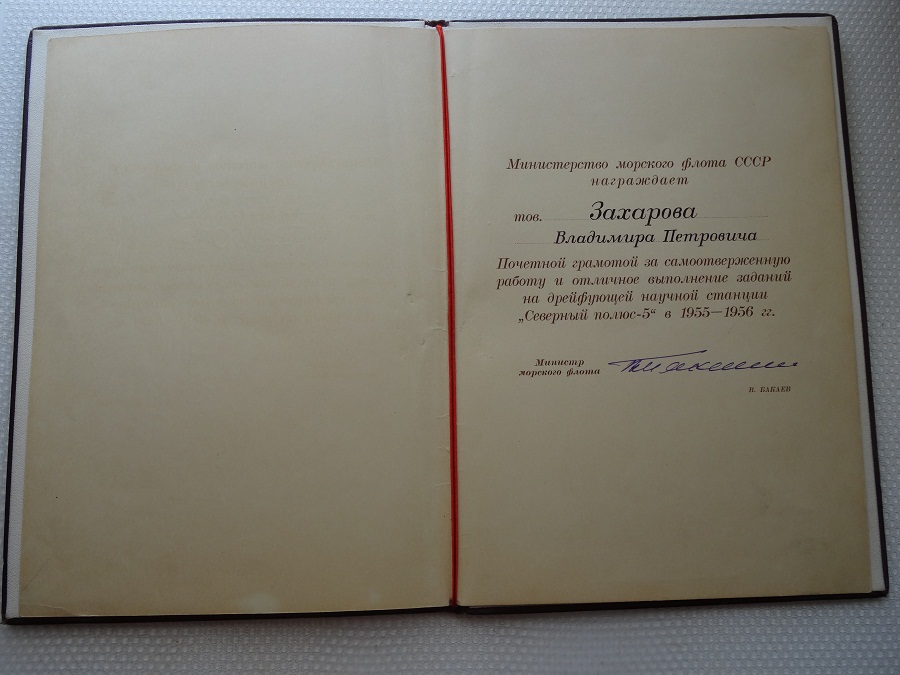 Министерство морского флота СССР
награждает
тов. Захарова
Владимира Петровича
Почетной грамотой за самоотверженную
работу и отличное выполнение заданий
на дрейфующей научной станции
„Северный полюс-5“ в 1955—1956 гг.
Министр
морского флота
В. БАКАЕВ